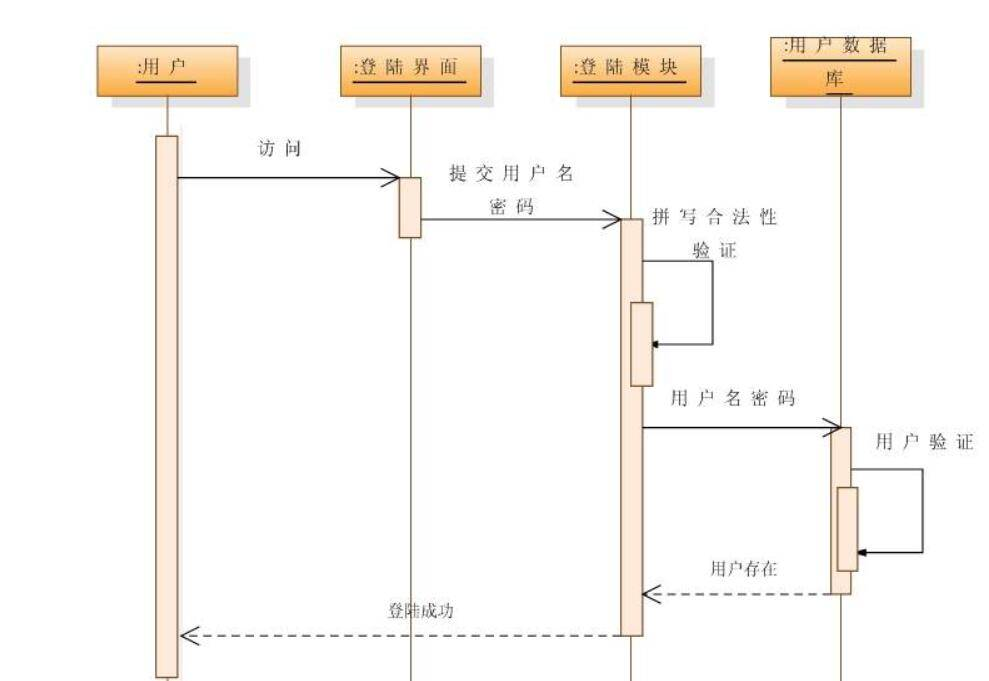 :用户
:登陆界面
:登陆模块
:用户数据
库
访问
提交用户名
密码
拼写合法性
验证
用户名密码
用户验证
用户存在
登陆成功